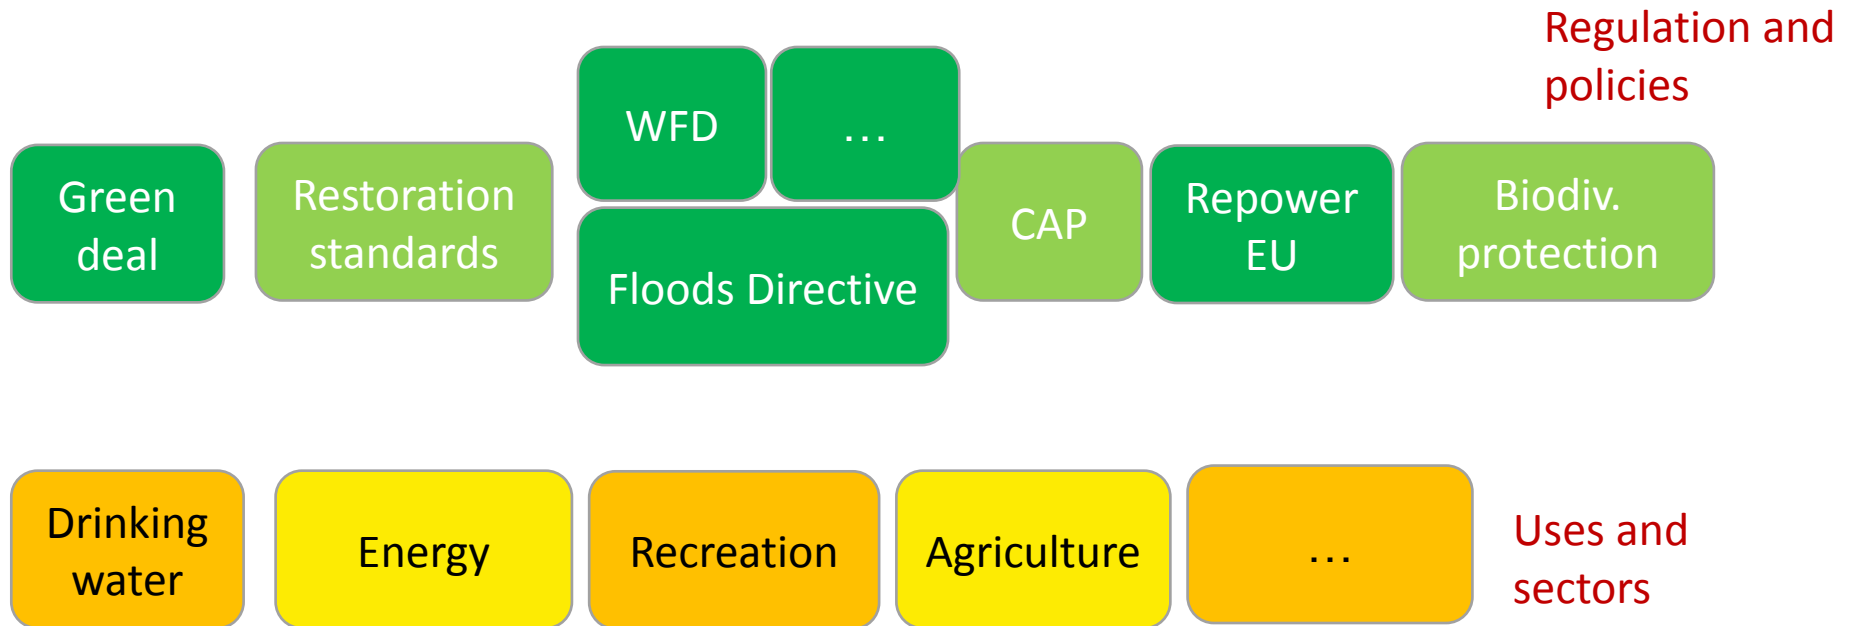 Regulation and
policies
WFD
...
Green
deal
Restoration
standards
Floods Directive
CAP
Repower
EU
Biodiv.
protection
Drinking
water
Energy
Recreation
Agriculture
...
Uses and
sectors